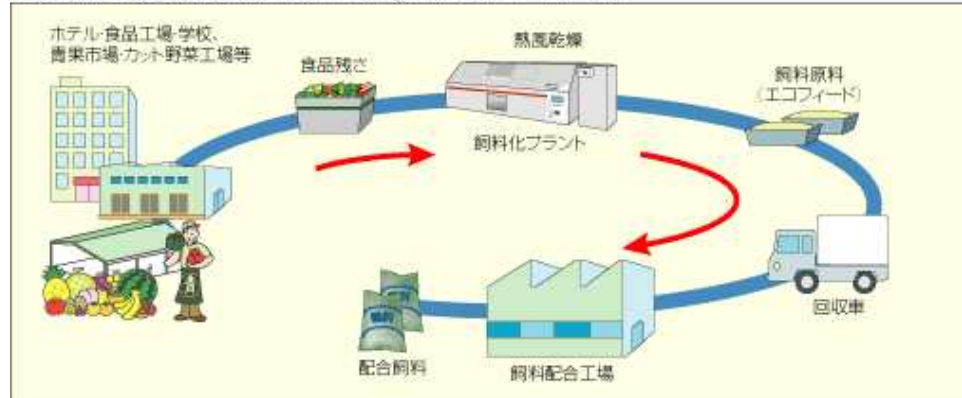 ホテル・食品工場・学校、
青果市場・カット野菜工場等
食品残さ
熱風乾燥
飼料化プラント
飼料原料
(エコフィード)
回収車
飼料配合工場
配合飼料